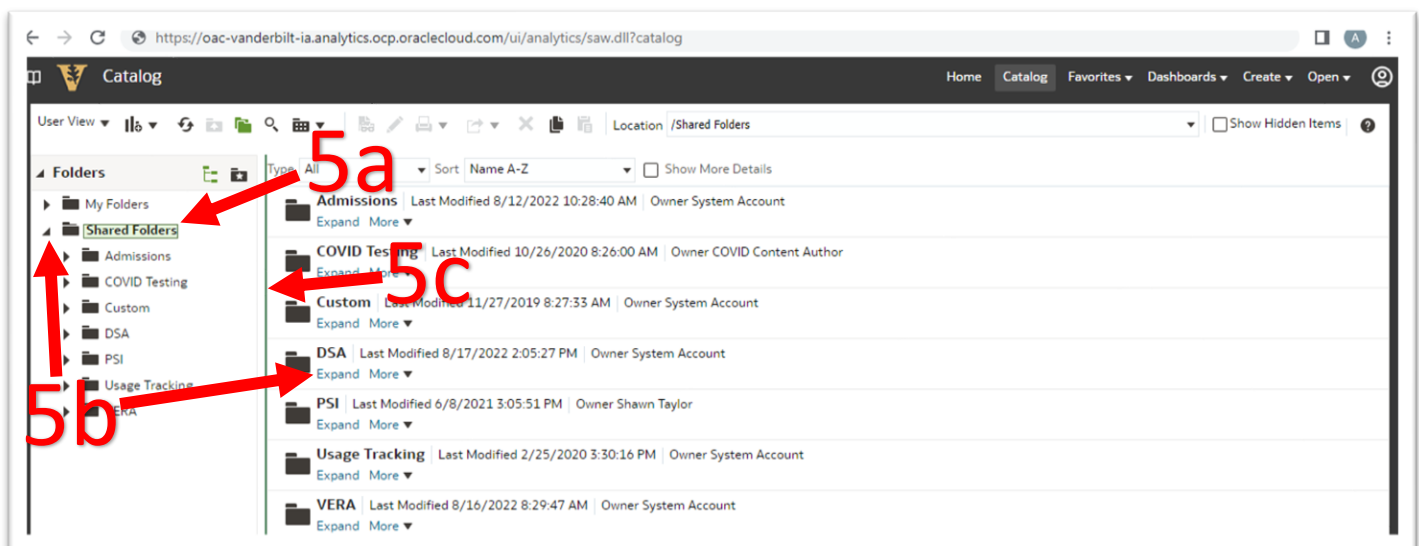 https://oac-vanderbilt-ia.analytics.ocp.oraclecloud.com/ui/analytics/saw.dll?catalog
A
V Catalog Home Catalog Favorites Dashboards Create Open
User View Location /Shared Folders Show Hidden Items
5a
Folders Type All Sort Name A-Z Show More Details
My Folders
Shared Folders
Admissions
COVID Testing
Custom
DSA
PSI
Usage Tracking
VERA
5b
5c
Admissions Last Modified 8/12/2022 10:28:40 AM Owner System Account
Expand More
COVID Testing Last Modified 10/26/2020 8:26:00 AM Owner COVID Content Author
Expand More
Custom Last Modified 11/27/2019 8:27:33 AM Owner System Account
Expand More
DSA Last Modified 8/17/2022 2:05:27 PM Owner System Account
Expand More
PSI Last Modified 6/8/2021 3:05:51 PM Owner Shawn Taylor
Expand More
Usage Tracking Last Modified 2/25/2020 3:30:16 PM Owner System Account
Expand More
VERA Last Modified 8/16/2022 8:29:47 AM Owner System Account
Expand More